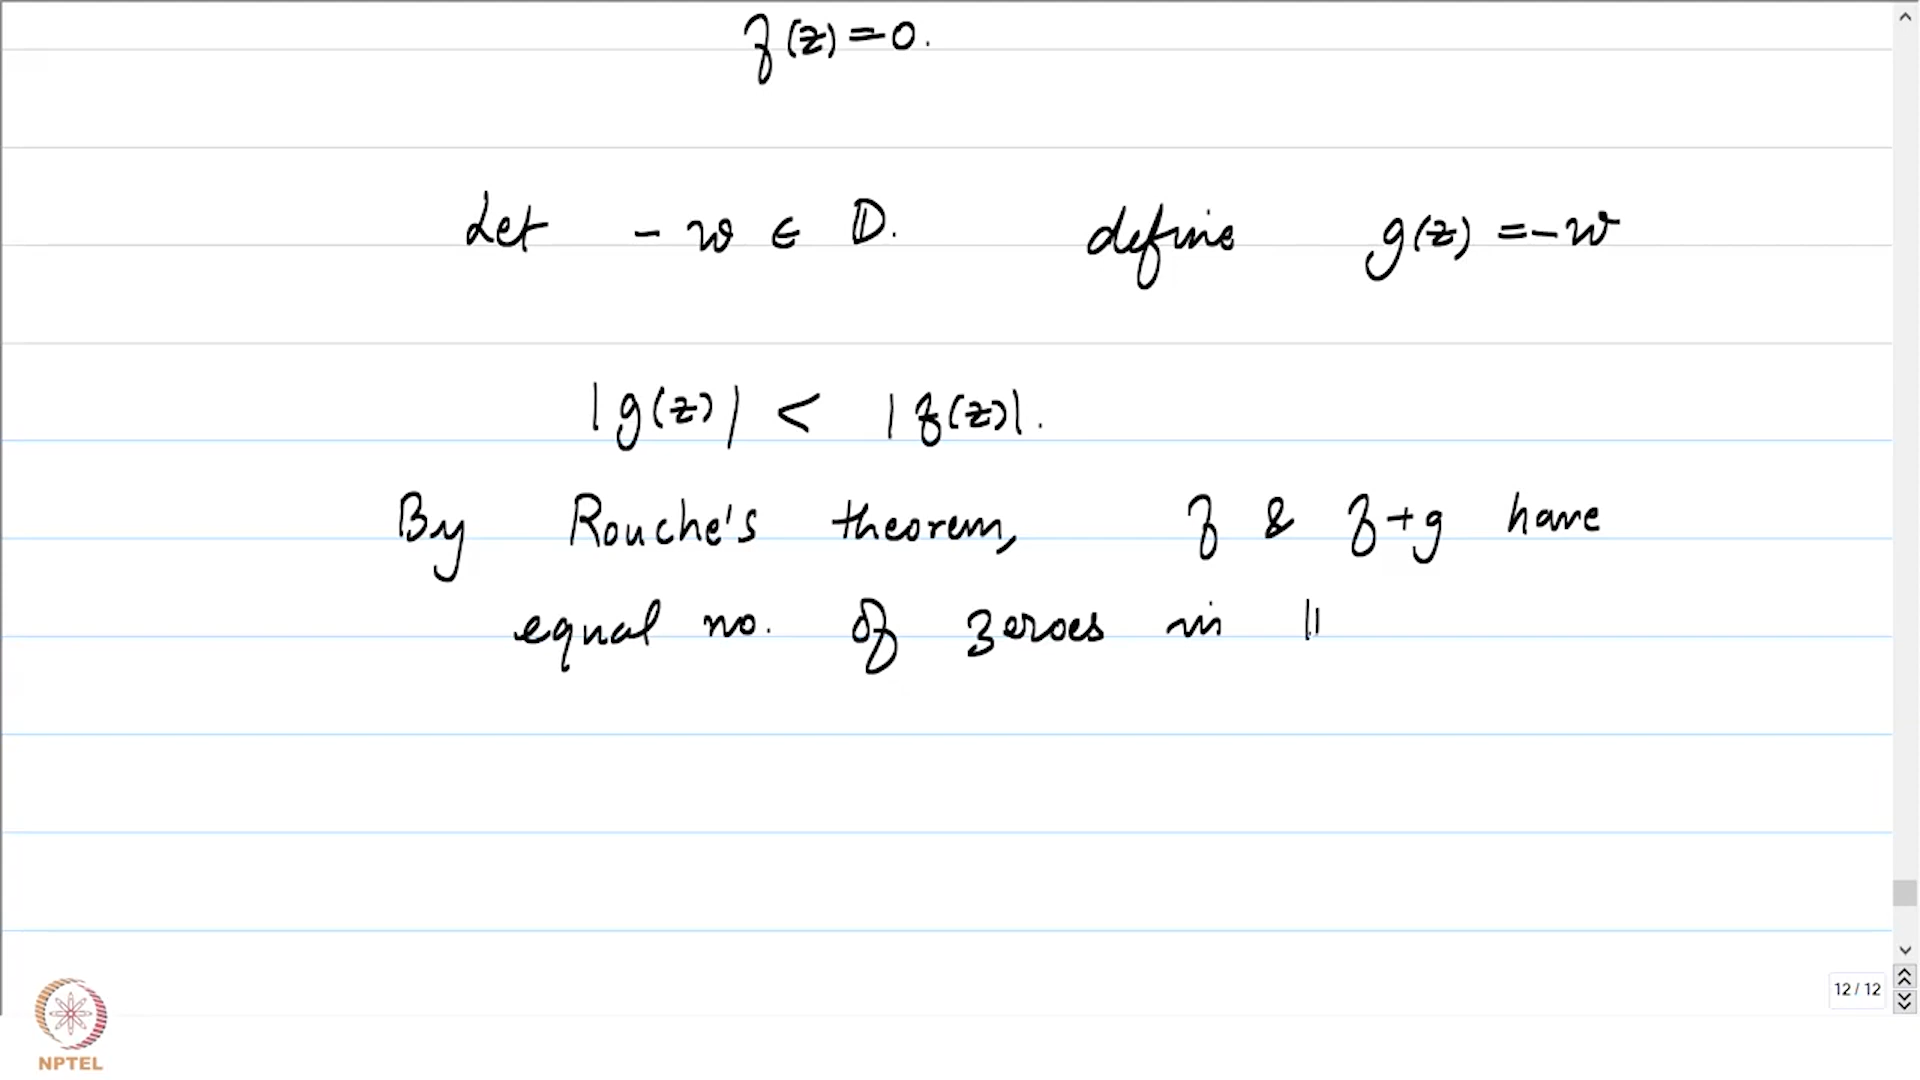 f(z) = 0.
Let - w ∈ 𝔻. define g(z) = - w
|g(z)| < |f(z)|.
By Rouche's theorem, f & f+g have
equal no. of zeroes in
12 / 12
NPTEL